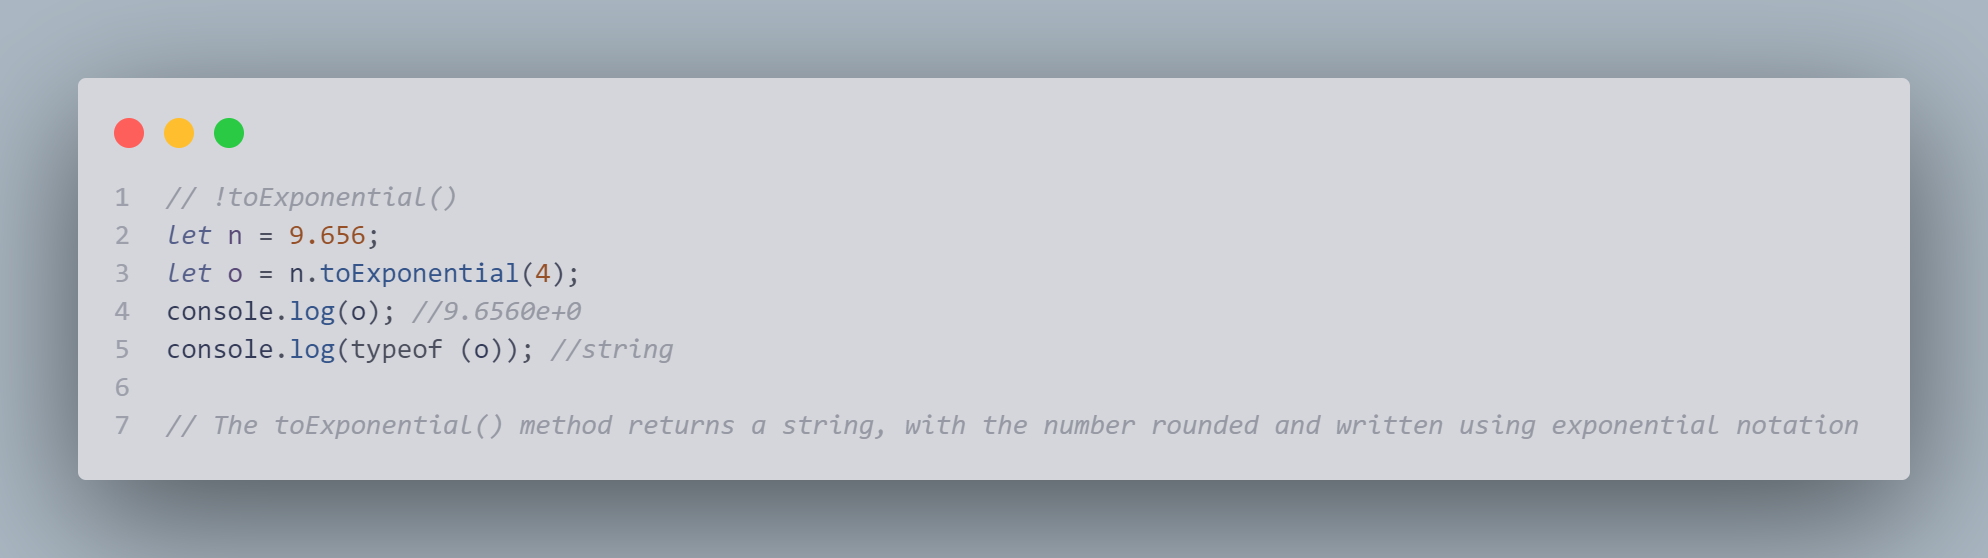 1 // !toExponential()
2 let n = 9.656;
3 let o = n.toExponential(4);
4 console.log(o); //9.6560e+0
5 console.log(typeof (o)); //string
6
7 // The toExponential() method returns a string, with the number rounded and written using exponential notation